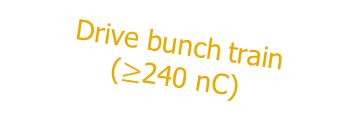 Drive bunch train
(≥240 nC)